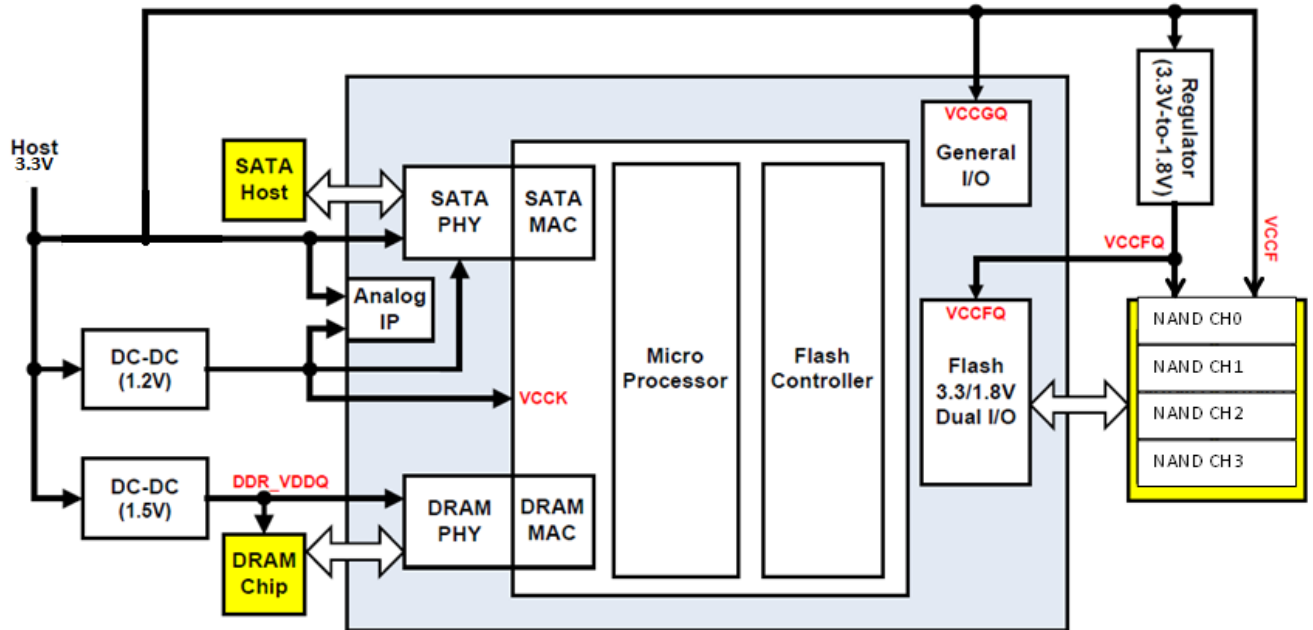 Host
3.3V
SATA
Host
SATA
PHY
SATA
MAC
Analog
IP
DC-DC
(1.2V)
VCCK
DC-DC
(1.5V)
DDR_VDDQ
DRAM
PHY
DRAM
MAC
DRAM
Chip
Micro
Processor
Flash
Controller
VCCGQ
General
I/O
VCCFQ
Flash
3.3/1.8V
Dual I/O
Regulator
(3.3V-to-1.8V)
VCCFQ
VCCF
NAND CH0
NAND CH1
NAND CH2
NAND CH3